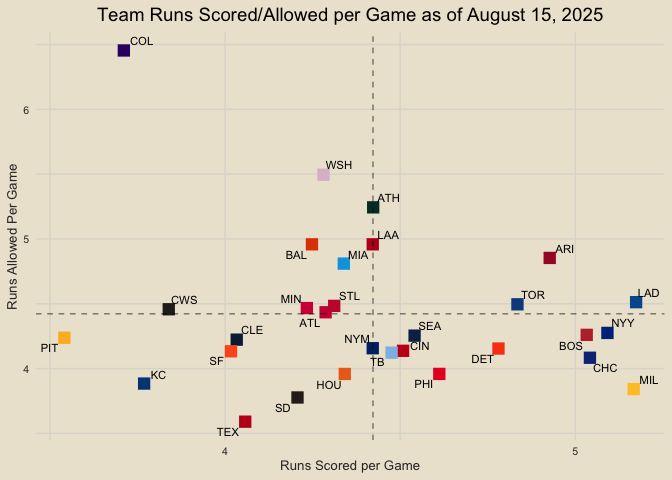 Team Runs Scored/Allowed per Game as of August 15, 2025
COL
6
WSH
ATH
Runs Allowed Per Game
5
BAL
MIA
LAA
ARI
CWS
MIN
STL
ATL
TOR
LAD
PIT
CLE
SF
NYM
TB
SEA
CIN
DET
BOS
NYY
CHC
4
KC
HOU
PHI
MIL
SD
TEX
4
5
Runs Scored per Game